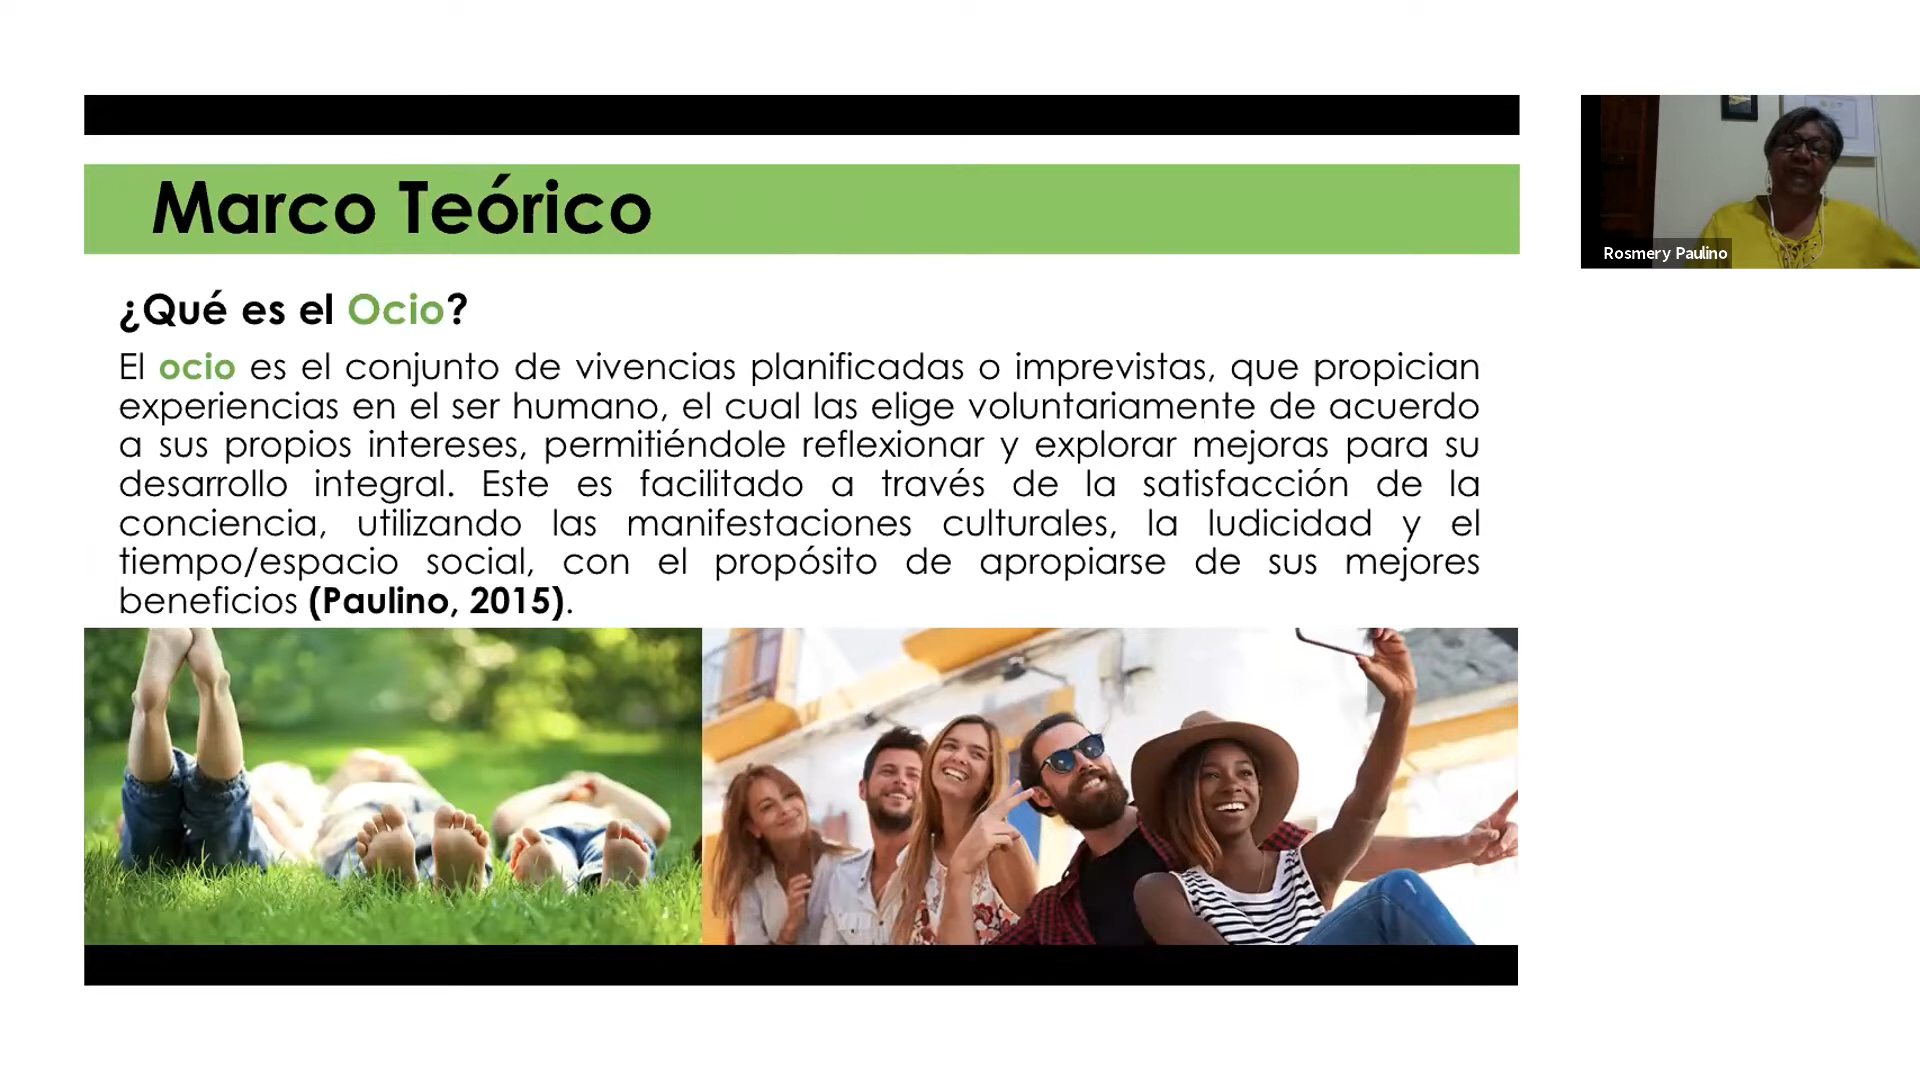 Marco Teórico
¿Qué es el Ocio?
El ocio es el conjunto de vivencias planificadas o imprevistas, que propician
experiencias en el ser humano, el cual las elige voluntariamente de acuerdo
a sus propios intereses, permitiéndole reflexionar y explorar mejoras para su
desarrollo integral. Este es facilitado a través de la satisfacción de la
conciencia, utilizando las manifestaciones culturales, la ludicidad y el
tiempo/espacio social, con el propósito de apropiarse de sus mejores
beneficios (Paulino, 2015).
Rosmery Paulino